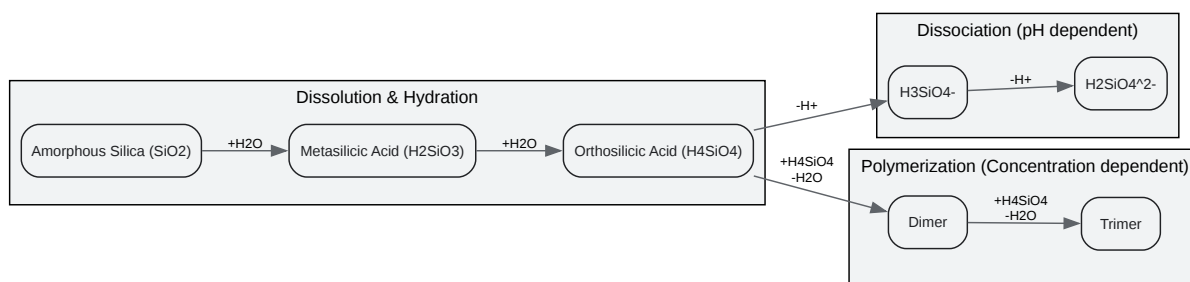 Dissolution & Hydration
Amorphous Silica (SiO2)
+H2O
Metasilicic Acid (H2SiO3)
+H2O
Orthosilicic Acid (H4SiO4)
-H+
Dissociation (pH dependent)
H3SiO4-
-H+
H2SiO4^2-
+H4SiO4
-H2O
Polymerization (Concentration dependent)
Dimer
+H4SiO4
-H2O
Trimer